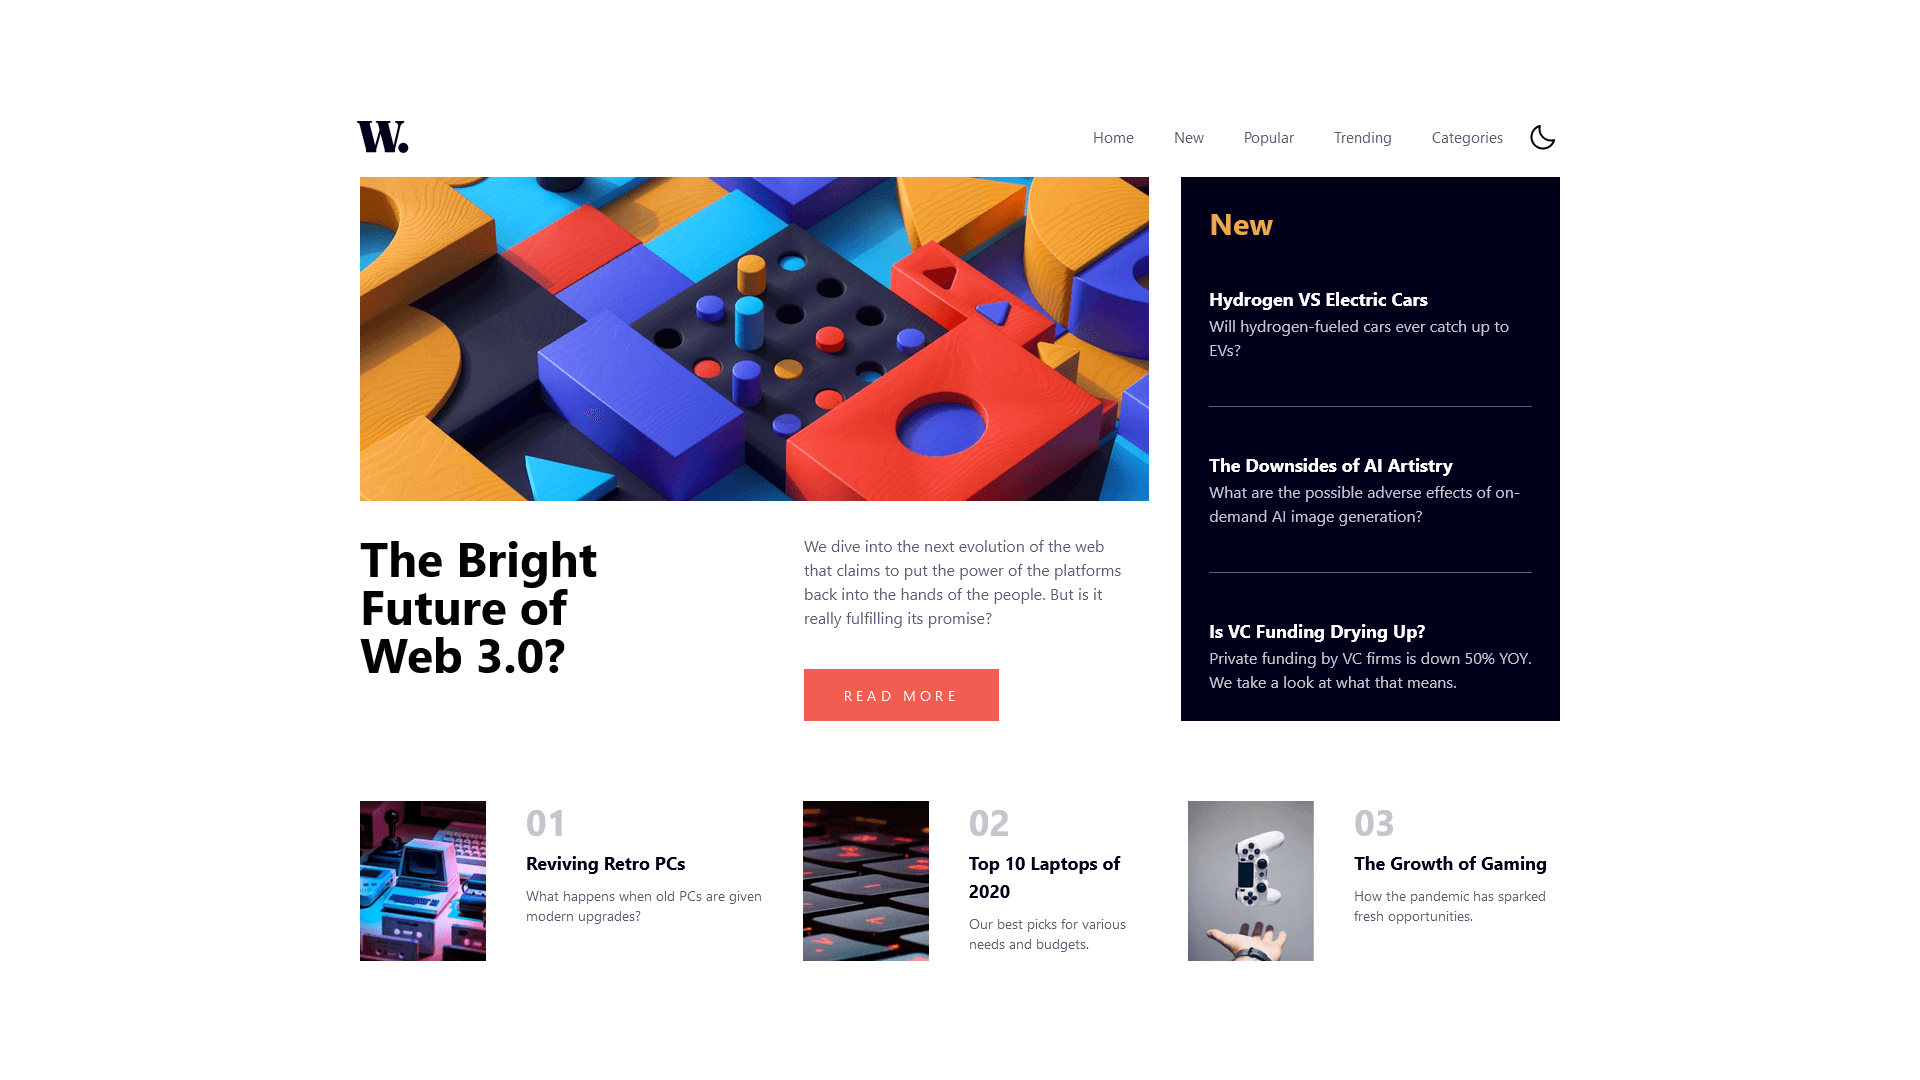 W.
Home
New
Popular
Trending
Categories
The Bright
Future of
Web 3.0?
We dive into the next evolution of the web
that claims to put the power of the platforms
back into the hands of the people. But is it
really fulfilling its promise?
READ MORE
New
Hydrogen VS Electric Cars
Will hydrogen-fueled cars ever catch up to
EVs?
The Downsides of AI Artistry
What are the possible adverse effects of on-
demand AI image generation?
Is VC Funding Drying Up?
Private funding by VC firms is down 50% YOY.
We take a look at what that means.
01
Reviving Retro PCs
What happens when old PCs are given
modern upgrades?
02
Top 10 Laptops of
2020
Our best picks for various
needs and budgets.
03
The Growth of Gaming
How the pandemic has sparked
fresh opportunities.